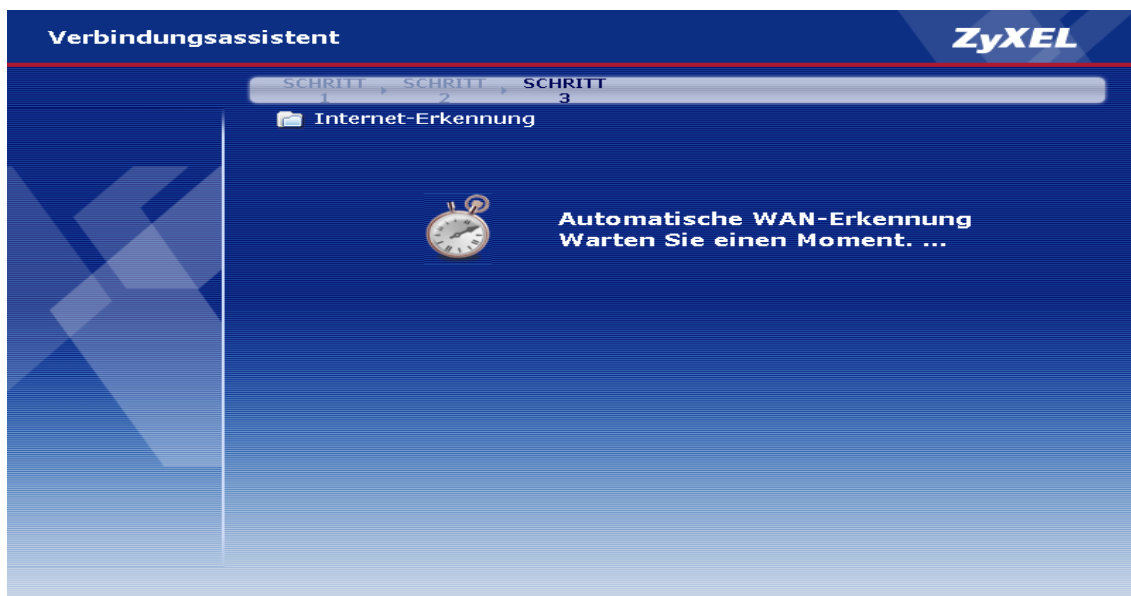 Verbindungsassistent
ZyXEL
SCHRITT 1 SCHRITT 2 SCHRITT 3
Internet-Erkennung
Automatische WAN-Erkennung
Warten Sie einen Moment. ...